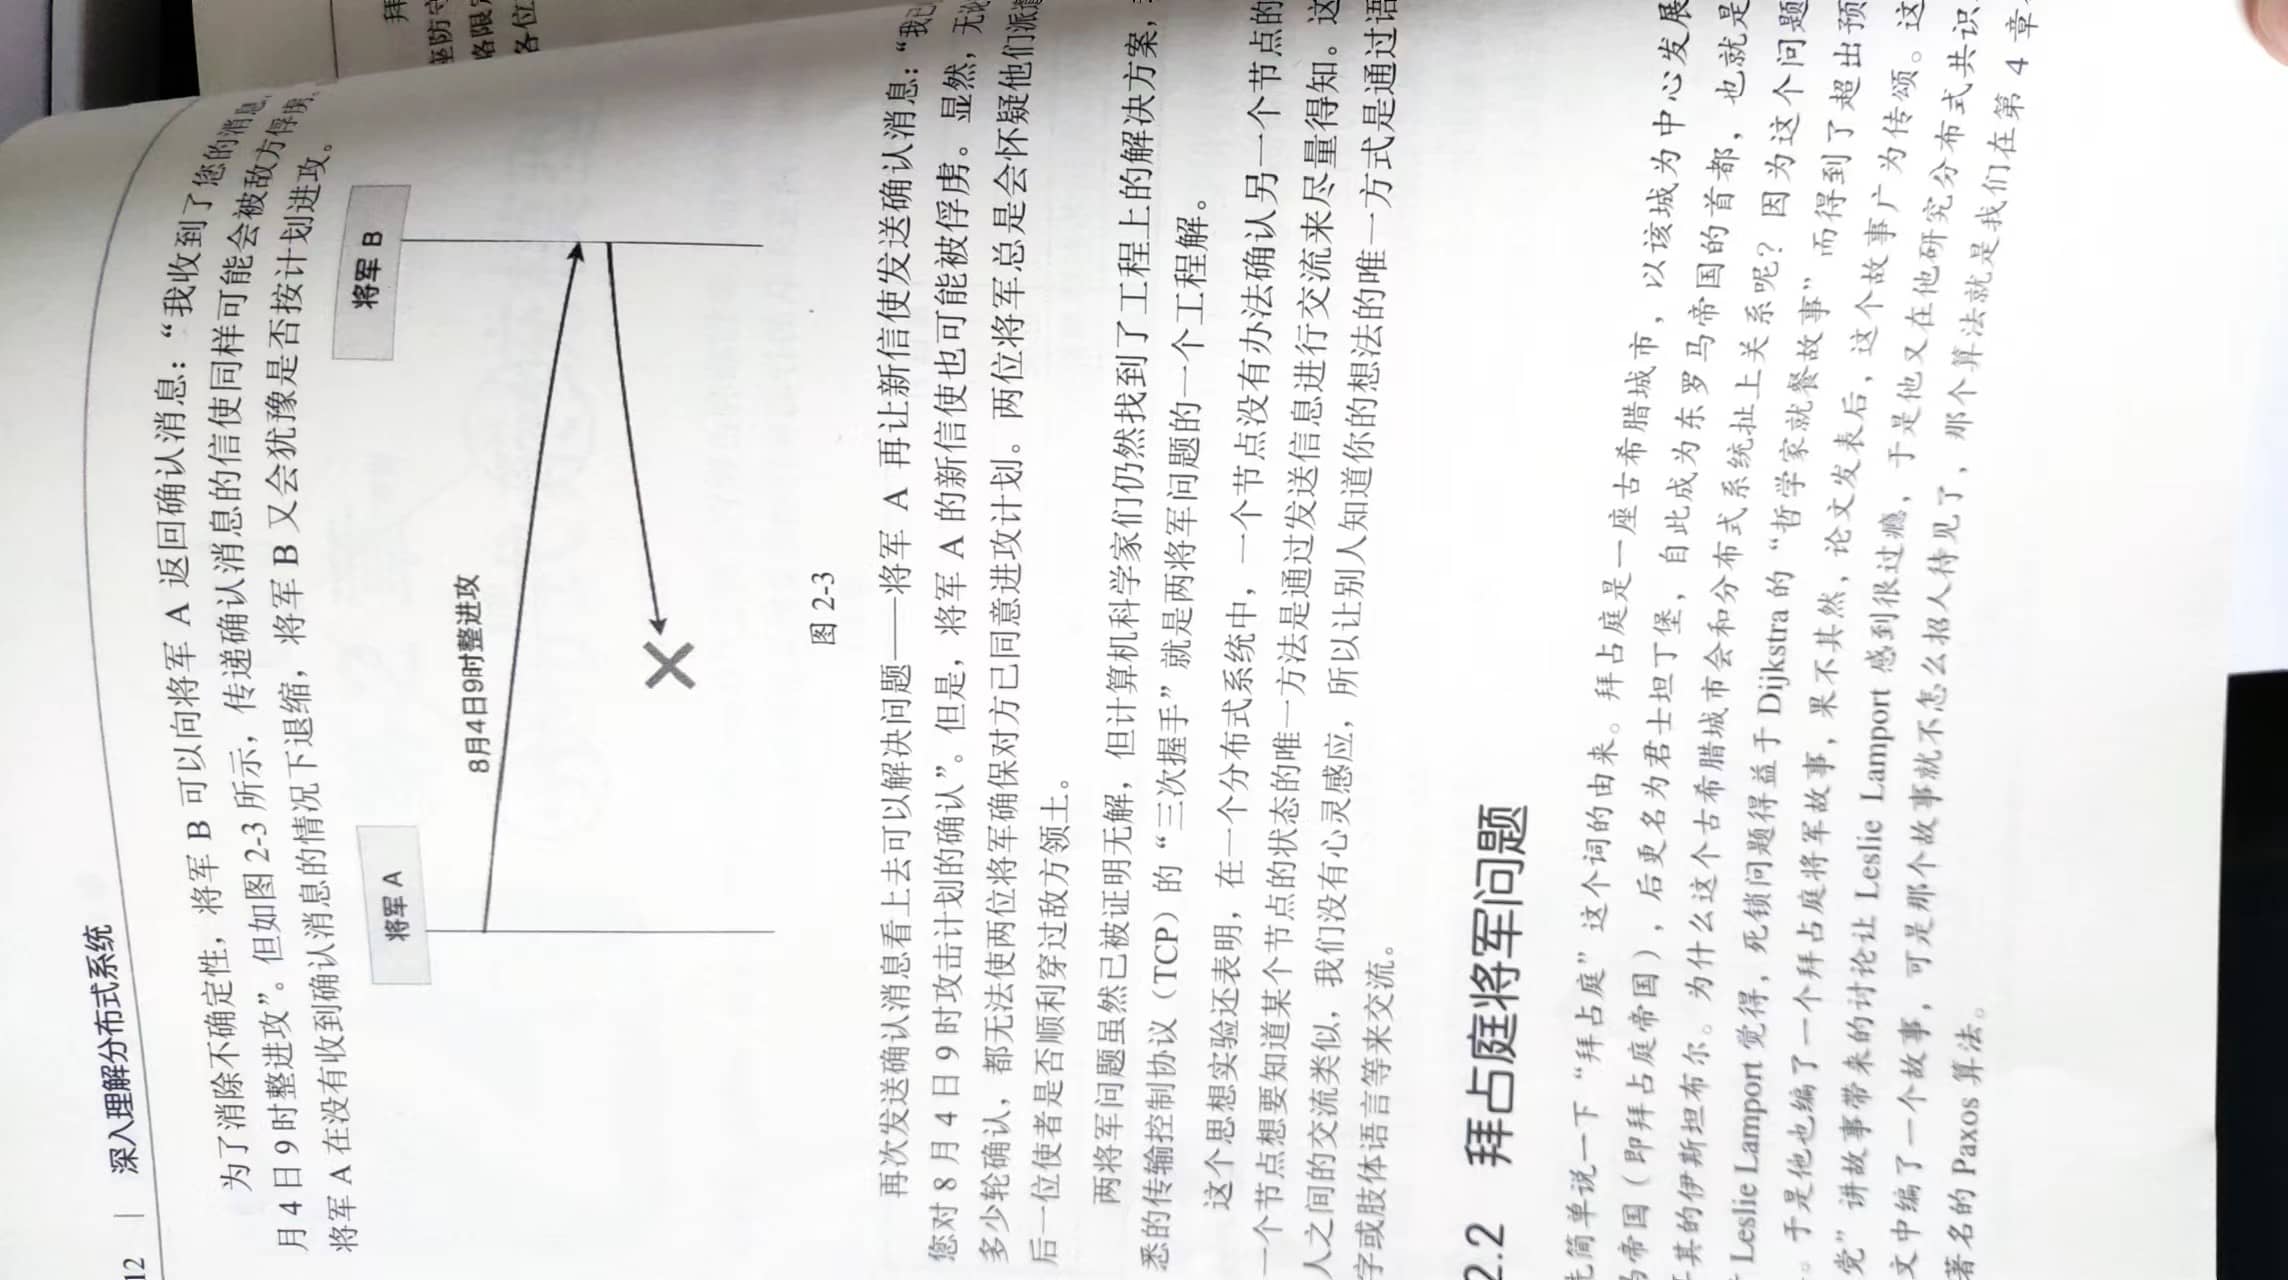 12 | 深入理解分布式系统
为了消除不确定性，将军 B 可以向将军 A 返回确认消息：“我收到了您的消息，
月 4 日 9 时整进攻”。但如图 2-3 所示，传递确认消息的信使同样可能会被敌方俘虏，
将军 A 在没有收到确认消息的情况下退缩，将军 B 又会犹豫是否按计划进攻。
将军 A
将军 B
8月4日9时整进攻
图 2-3
再次发送确认消息看上去可以解决问题——将军 A 再让新信使发送确认消息：“我已
您对 8 月 4 日 9 时攻击计划的确认”。但是，将军 A 的新信使也可能被俘虏。显然，无论
多少轮确认，都无法使两位将军确保对方已同意进攻计划。两位将军总是会怀疑他们派遣
后一位使者是否顺利穿过敌方领土。
两将军问题虽然已被证明无解，但计算机科学家们仍然找到了工程上的解决方案，
悉的传输控制协议（TCP）的“三次握手”就是两将军问题的一个工程解。
这个思想实验还表明，在一个分布式系统中，一个节点没有办法确认另一个节点的
一个节点想要知道某个节点的状态的唯一方法是通过发送信息进行交流来尽量得知。这
人之间的交流类似，我们没有心灵感应，所以让别人知道你的想法的唯一方式是通过语
字或肢体语言等来交流。
2.2 拜占庭将军问题
简单说一下“拜占庭”这个词的由来。拜占庭是一座古希腊城市，以该城为中心发展
帝国（即拜占庭帝国），后更名为君士坦丁堡，自此成为东罗马帝国的首都，也就是
其的伊斯坦布尔。为什么这个古希腊城市会和分布式系统扯上关系呢？因为这个问题
Leslie Lamport 觉得，死锁问题得益于 Dijkstra 的“哲学家就餐故事”而得到了超出预
。于是他也编了一个拜占庭将军故事，果不其然，论文发表后，这个故事广为传颂。这
党”讲故事带来的讨论让 Leslie Lamport 感到很过瘾，于是他又在他研究分布式共识
文中编了一个故事，可是那个故事就不怎么招人待见了，那个算法就是我们在第 4 章
著名的 Paxos 算法。
拜
座防守
略限定
各位